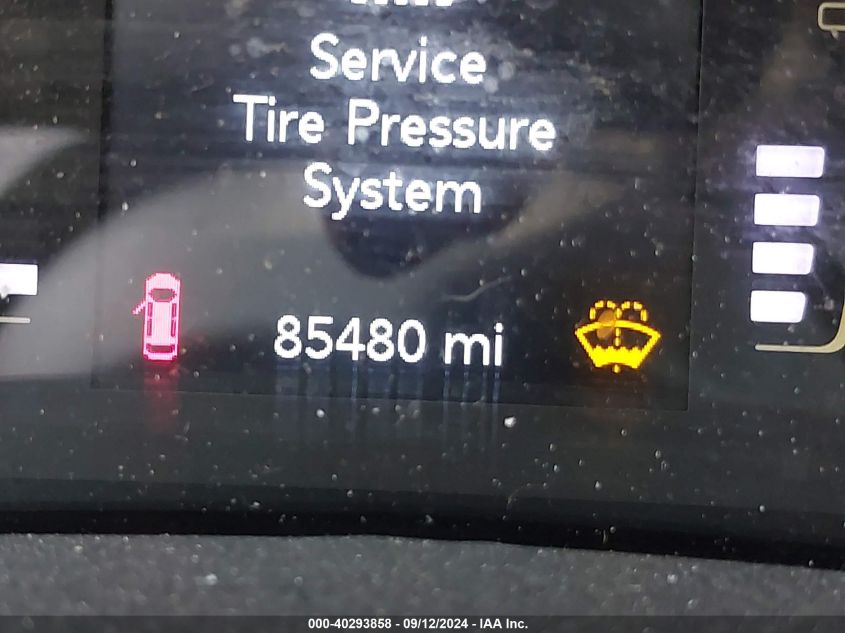 Service
Tire Pressure
System
85480 mi
000-40293858 - 09/12/2024 - IAA Inc.